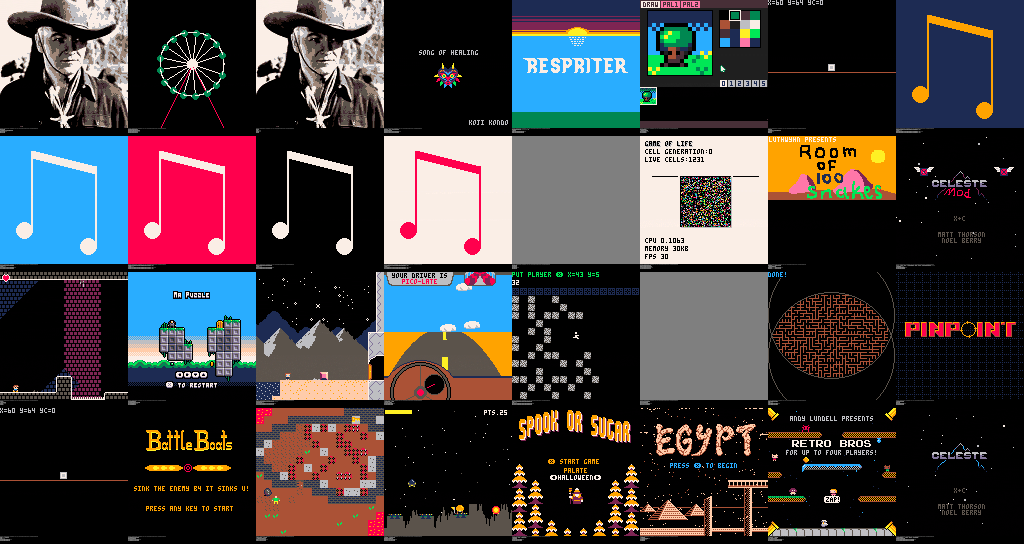 SONG OF HEALING
KOJI KONDO
RESPRITER
DRAW PAL1 PAL2
0 1 2 3 4 5
X=60 Y=64 YC=0
GAME OF LIFE
CELL GENERATION:0
LIVE CELLS:1231
CPU 0.1063
MEMORY 30KB
FPS 30
PRESENTS
Room
of
100
Snakes
CELESTE
Mod
X+C
MATT THORSON
NOEL BERRY
Mr Puzzle
TO RESTART
YOUR DRIVER IS
PICO-LATE
PLAYER X=43 Y=5
32
DONE!
PINPOINT
X=60 Y=64 YC=0
Battle Boats
SINK THE ENEMY B4 IT SINKS U!
PRESS ANY KEY TO START
PTS.25
SPOOK OR SUGAR
START GAME
PALATE
HALLOWEEN
EGYPT
PRESS TO BEGIN
ANDY LUNDELL PRESENTS
RETRO BROS
FOR UP TO FOUR PLAYERS!
ZAP!
CELESTE
X+C
MATT THORSON
NOEL BERRY